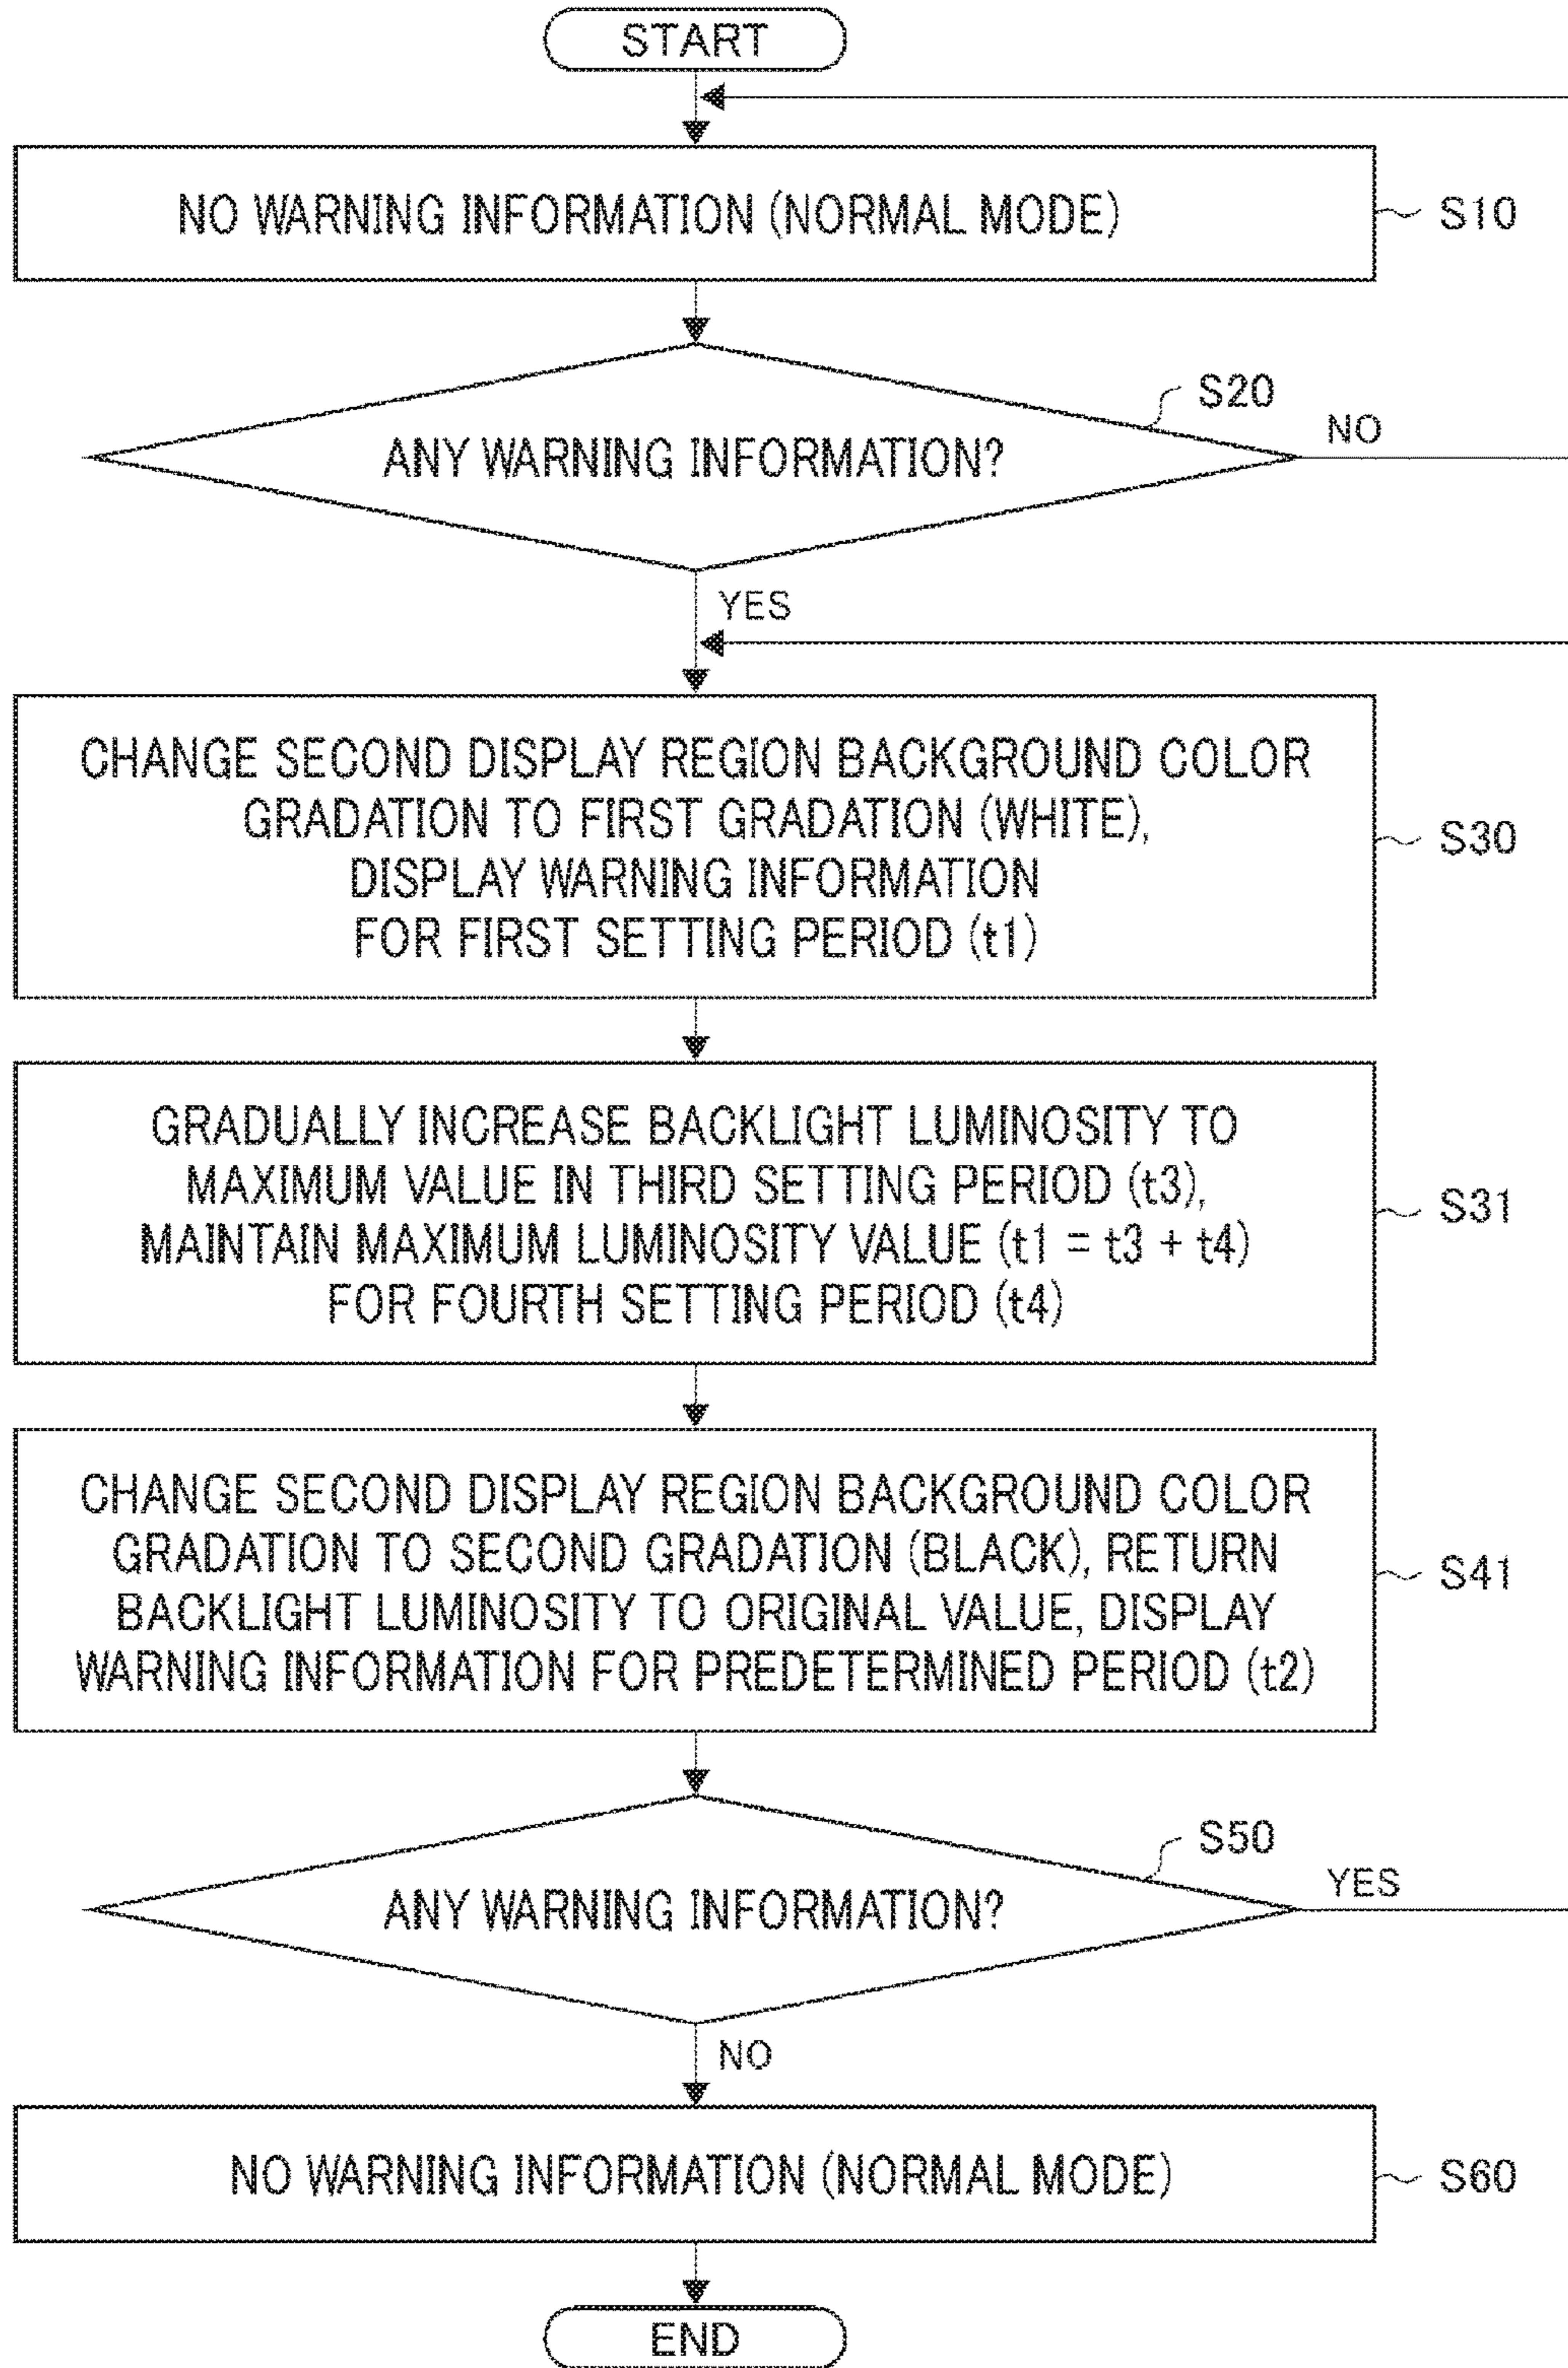 START
NO WARNING INFORMATION (NORMAL MODE)
S10
S20
ANY WARNING INFORMATION?
NO
YES
CHANGE SECOND DISPLAY REGION BACKGROUND COLOR
GRADATION TO FIRST GRADATION (WHITE),
DISPLAY WARNING INFORMATION
FOR FIRST SETTING PERIOD (t1)
S30
GRADUALLY INCREASE BACKLIGHT LUMINOSITY TO
MAXIMUM VALUE IN THIRD SETTING PERIOD (t3),
MAINTAIN MAXIMUM LUMINOSITY VALUE (t1 = t3 + t4)
FOR FOURTH SETTING PERIOD (t4)
S31
CHANGE SECOND DISPLAY REGION BACKGROUND COLOR
GRADATION TO SECOND GRADATION (BLACK), RETURN
BACKLIGHT LUMINOSITY TO ORIGINAL VALUE, DISPLAY
WARNING INFORMATION FOR PREDETERMINED PERIOD (t2)
S41
S50
ANY WARNING INFORMATION?
YES
NO
NO WARNING INFORMATION (NORMAL MODE)
S60
END